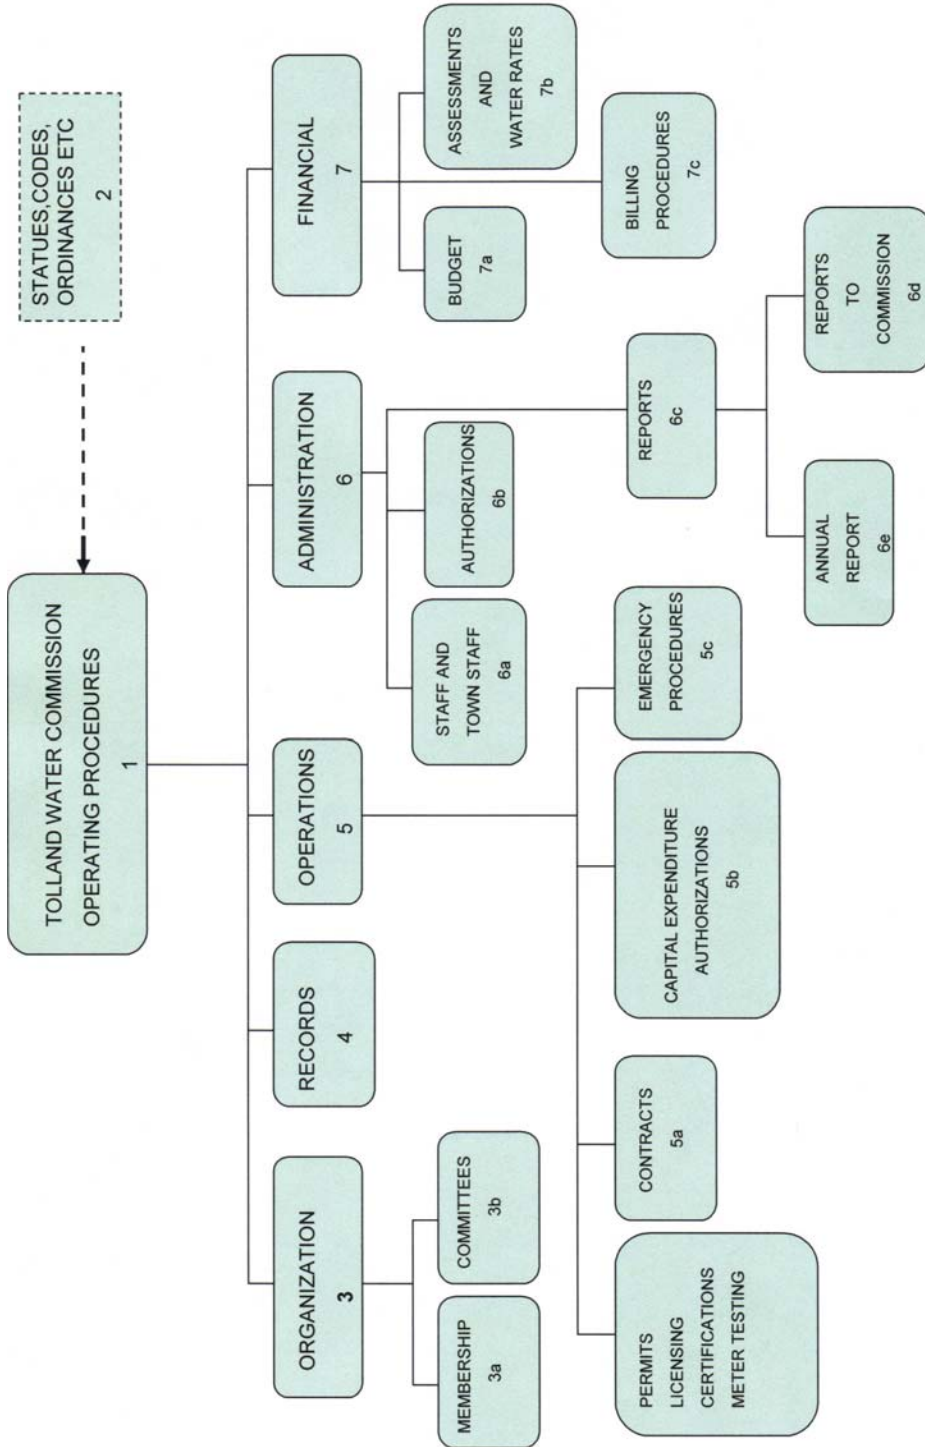 TOLLAND WATER COMMISSION
OPERATING PROCEDURES
1
STATUES,CODES,
ORDINANCES ETC
2
ORGANIZATION
3
RECORDS
4
OPERATIONS
5
ADMINISTRATION
6
FINANCIAL
7
MEMBERSHIP
3a
COMMITTEES
3b
STAFF AND
TOWN STAFF
6a
AUTHORIZATIONS
6b
BUDGET
7a
ASSESSMENTS
AND
WATER RATES
7b
PERMITS
LICENSING
CERTIFICATIONS
METER TESTING
CONTRACTS
5a
CAPITAL EXPENDITURE
AUTHORIZATIONS
5b
EMERGENCY
PROCEDURES
5c
REPORTS
6c
BILLING
PROCEDURES
7c
ANNUAL
REPORT
6e
REPORTS
TO
COMMISSION
6d